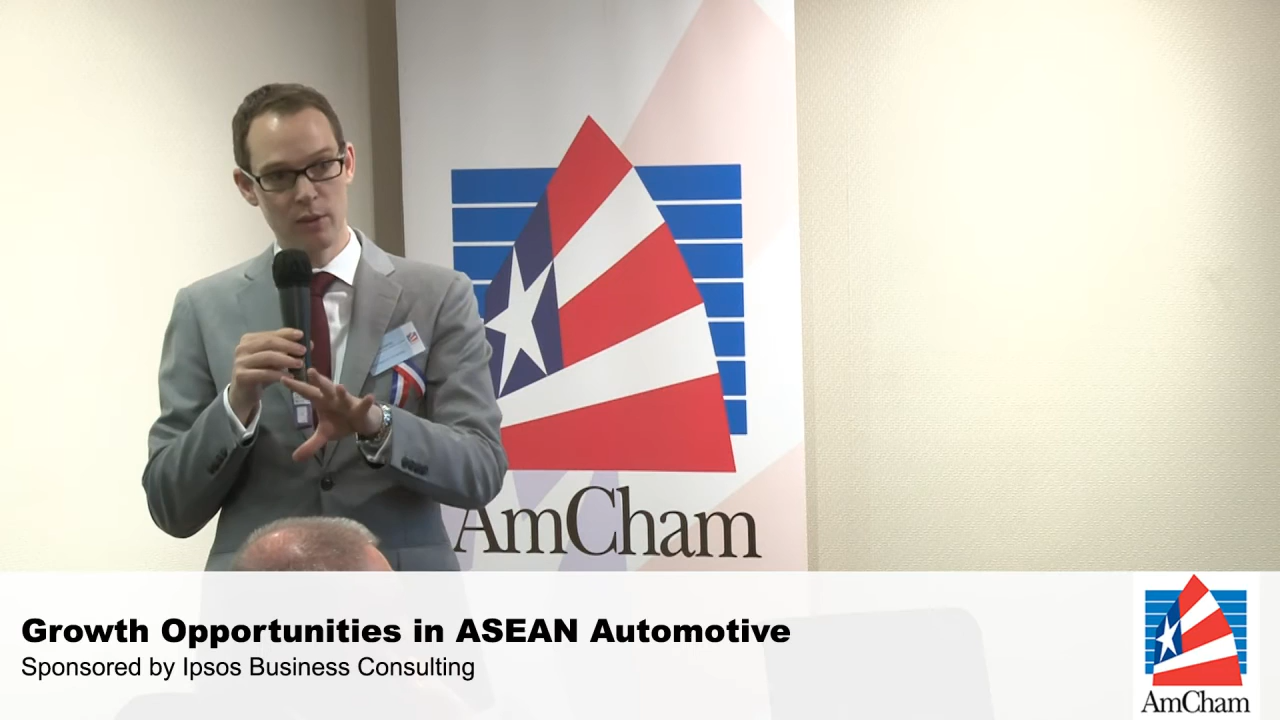 AmCham
Growth Opportunities in ASEAN Automotive
Sponsored by Ipsos Business Consulting
AmCham